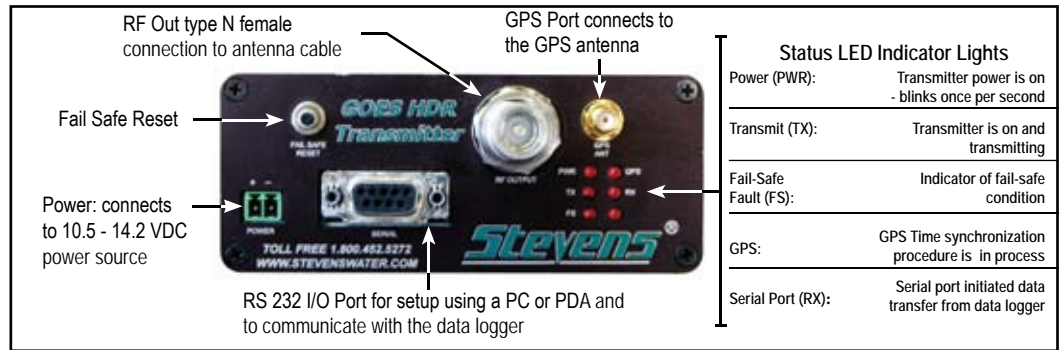 RF Out type N female
connection to antenna cable
GPS Port connects to
the GPS antenna
Fail Safe Reset
Power: connects
to 10.5 - 14.2 VDC
power source
GOES HDR
Transmitter
FAIL SAFE
RESET
RF OUTPUT
GPS
ANT
PWR GPS
TX RX
FS
+ –
POWER
SERIAL
TOLL FREE 1.800.452.5272
WWW.STEVENSWATER.COM
Stevens®
RS 232 I/O Port for setup using a PC or PDA and
to communicate with the data logger
Status LED Indicator Lights
Power (PWR): Transmitter power is on
- blinks once per second
Transmit (TX): Transmitter is on and
transmitting
Fail-Safe Indicator of fail-safe
Fault (FS): condition
GPS: GPS Time synchronization
procedure is in process
Serial Port (RX): Serial port initiated data
transfer from data logger